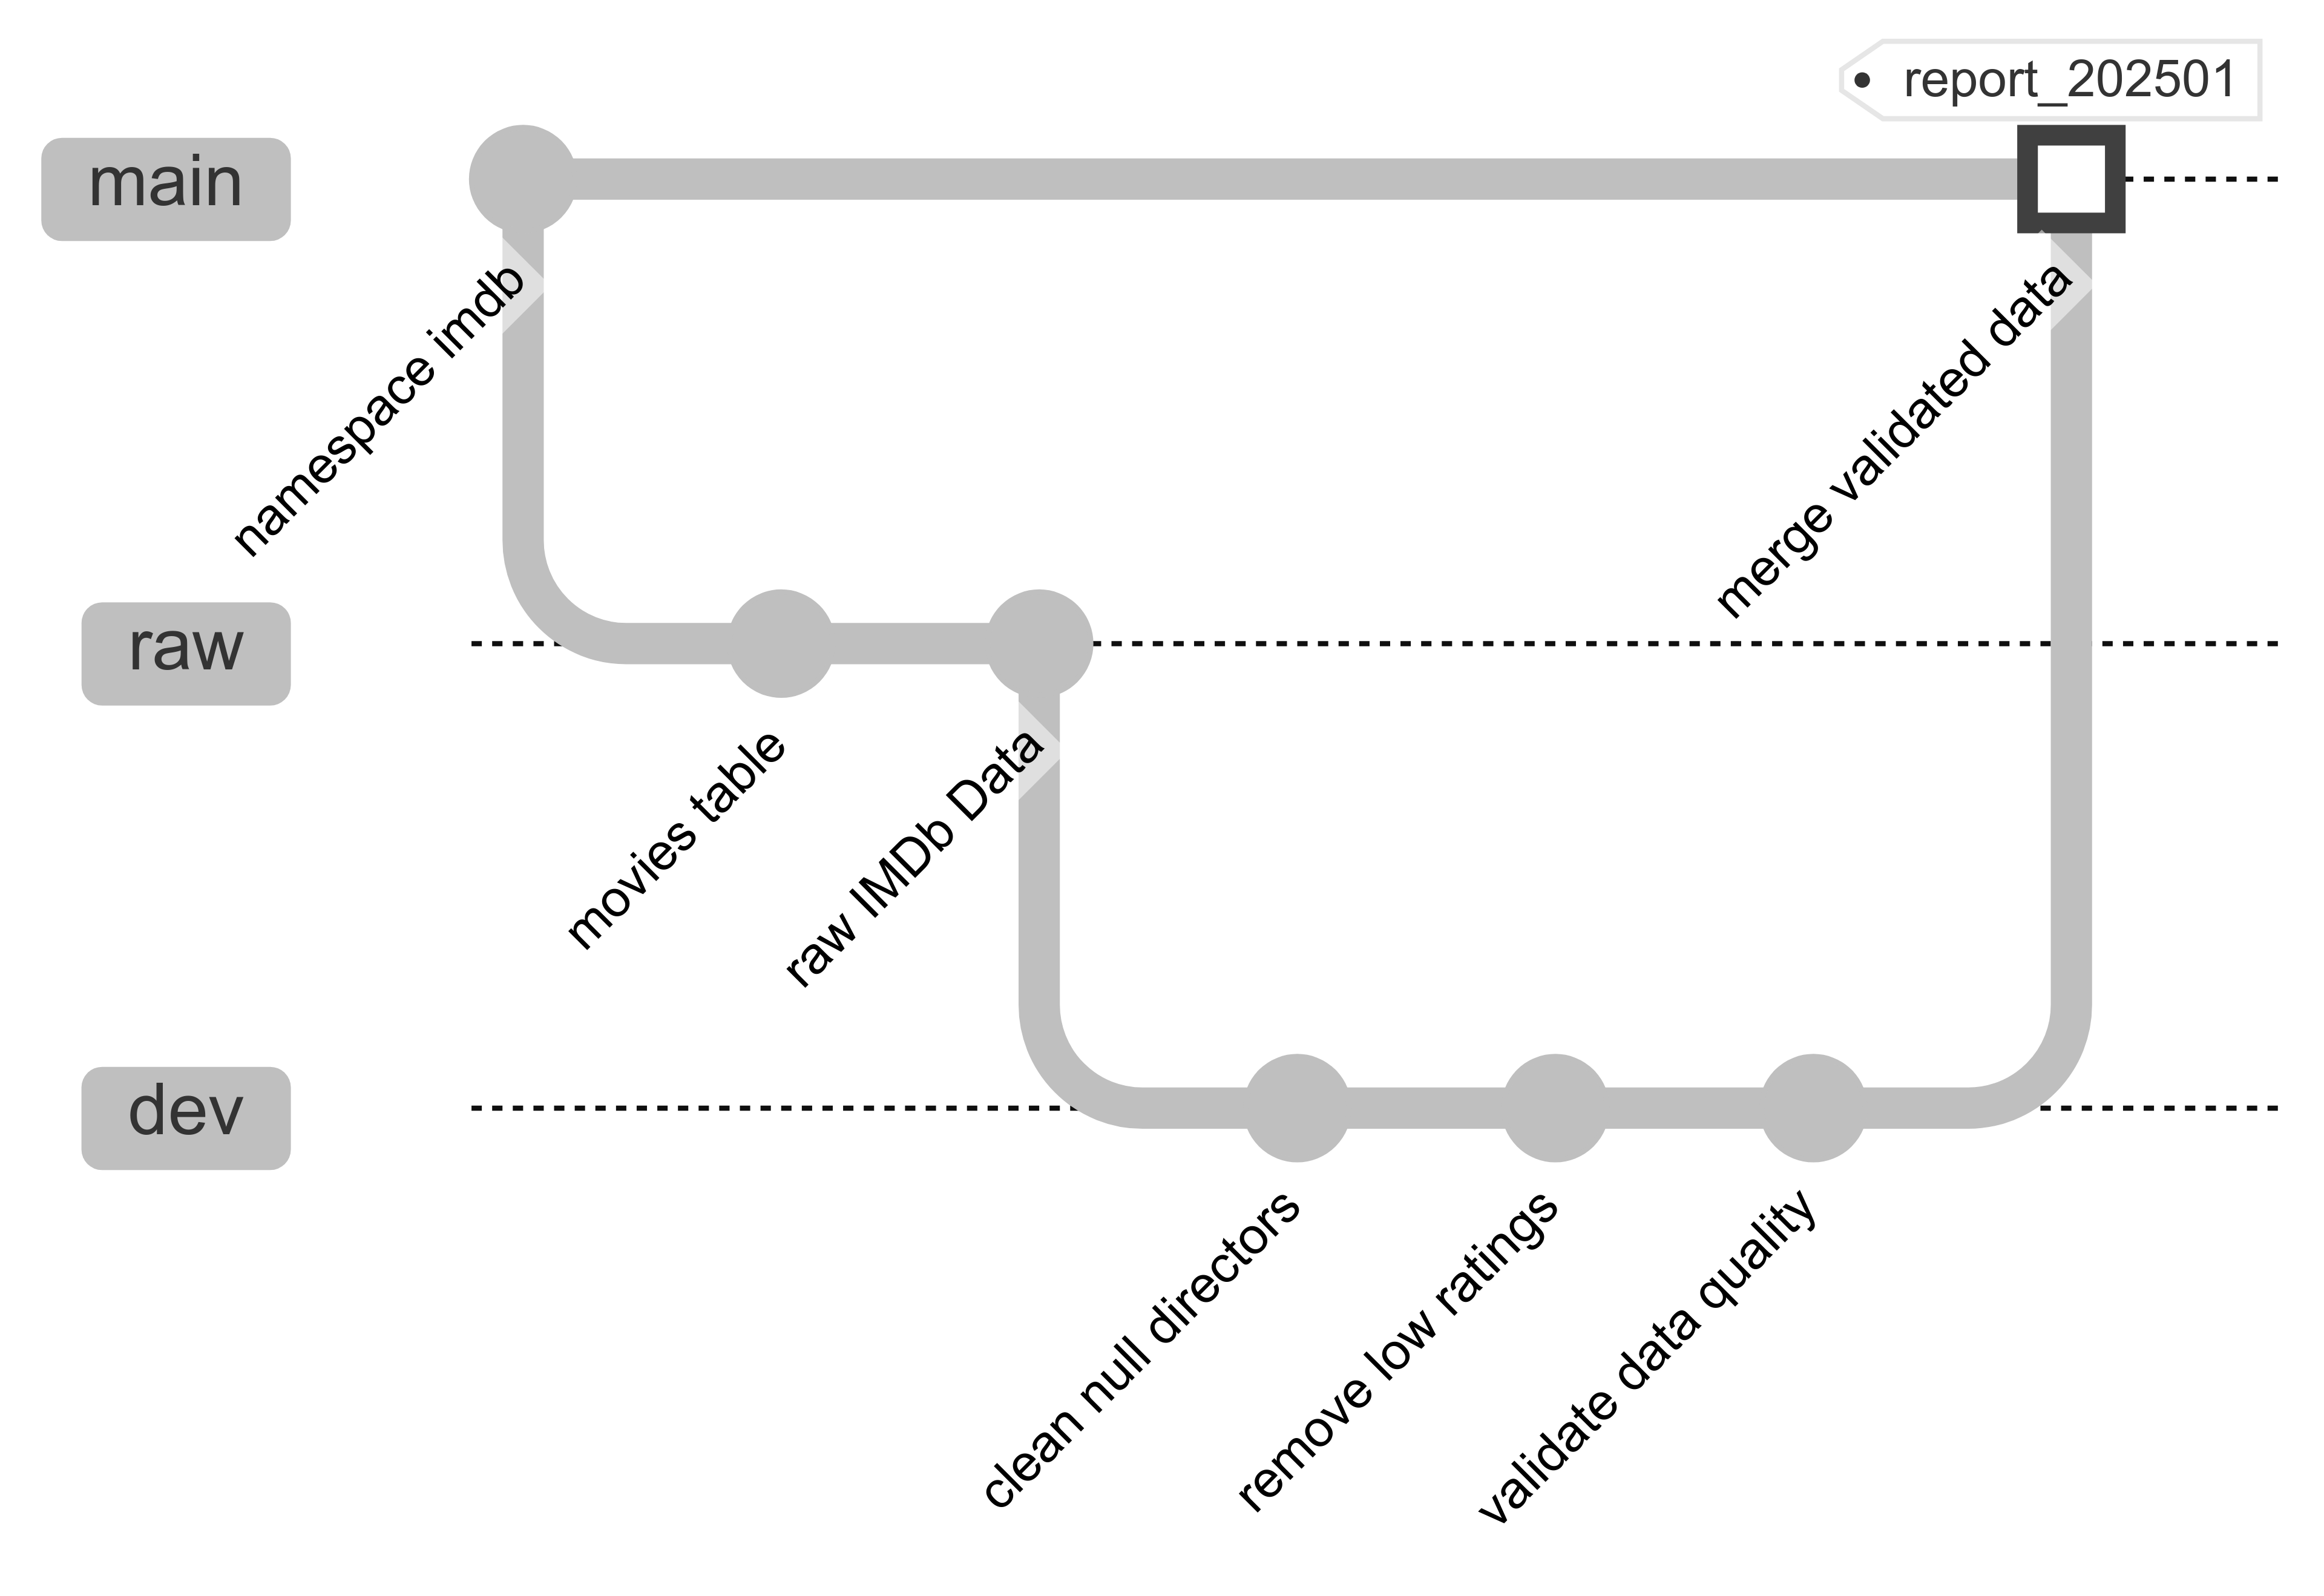 report_202501
main
namespace imdb
merge validated data
raw
movies table
raw IMDb Data
dev
clean null directors
remove low ratings
validate data quality